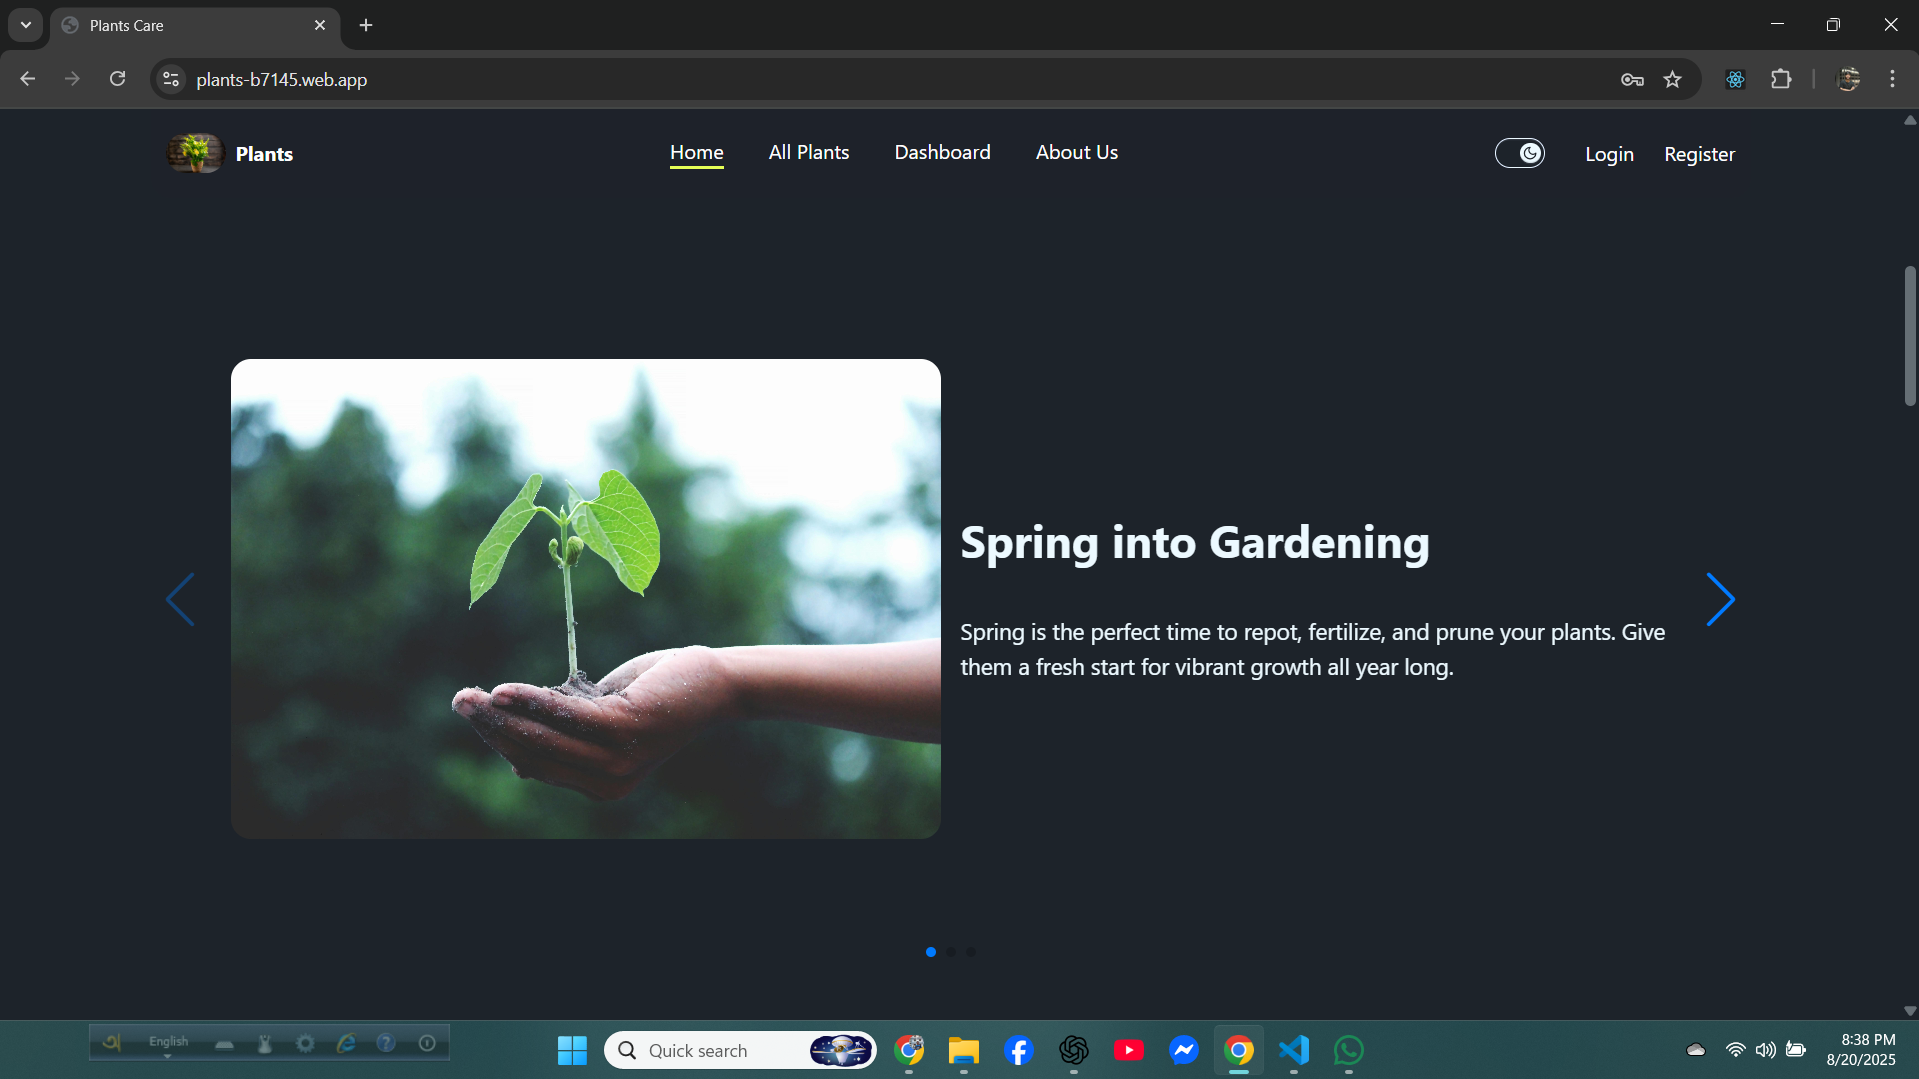 Plants Care
plants-b7145.web.app
Plants
Home
All Plants
Dashboard
About Us
Login
Register
Spring into Gardening
Spring is the perfect time to repot, fertilize, and prune your plants. Give
them a fresh start for vibrant growth all year long.
English
Quick search
8:38 PM
8/20/2025